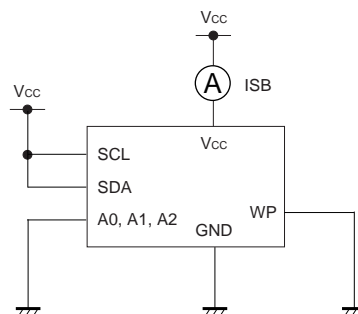 Vcc
A
ISB
Vcc
Vcc
SCL
SDA
A0, A1, A2
WP
GND